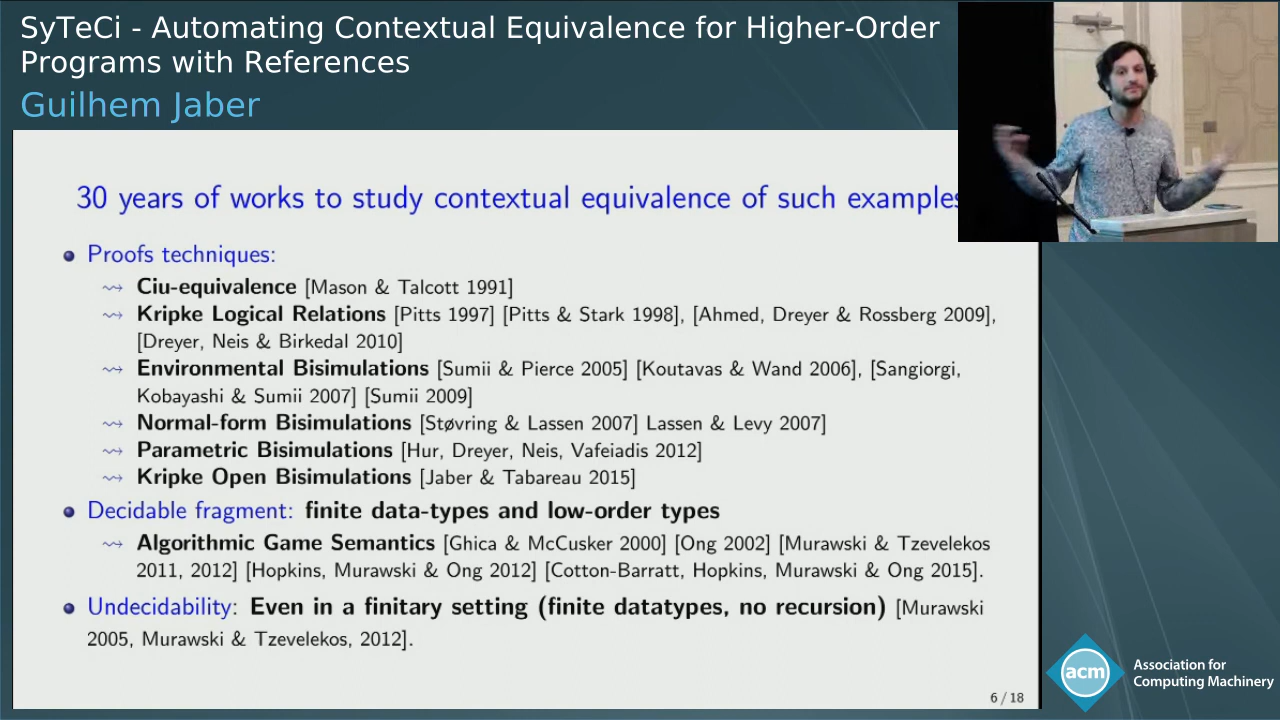 SyTeCi - Automating Contextual Equivalence for Higher-Order
Programs with References
Guilhem Jaber
30 years of works to study contextual equivalence of such examples
Proofs techniques:
⇝ Ciu-equivalence [Mason & Talcott 1991]
⇝ Kripke Logical Relations [Pitts 1997] [Pitts & Stark 1998], [Ahmed, Dreyer & Rossberg 2009],
[Dreyer, Neis & Birkedal 2010]
⇝ Environmental Bisimulations [Sumii & Pierce 2005] [Koutavas & Wand 2006], [Sangiorgi,
Kobayashi & Sumii 2007] [Sumii 2009]
⇝ Normal-form Bisimulations [Støvring & Lassen 2007] Lassen & Levy 2007]
⇝ Parametric Bisimulations [Hur, Dreyer, Neis, Vafeiadis 2012]
⇝ Kripke Open Bisimulations [Jaber & Tabareau 2015]
Decidable fragment: finite data-types and low-order types
⇝ Algorithmic Game Semantics [Ghica & McCusker 2000] [Ong 2002] [Murawski & Tzevelekos
2011, 2012] [Hopkins, Murawski & Ong 2012] [Cotton-Barratt, Hopkins, Murawski & Ong 2015].
Undecidability: Even in a finitary setting (finite datatypes, no recursion) [Murawski
2005, Murawski & Tzevelekos, 2012].
6 / 18
acm
Association for
Computing Machinery